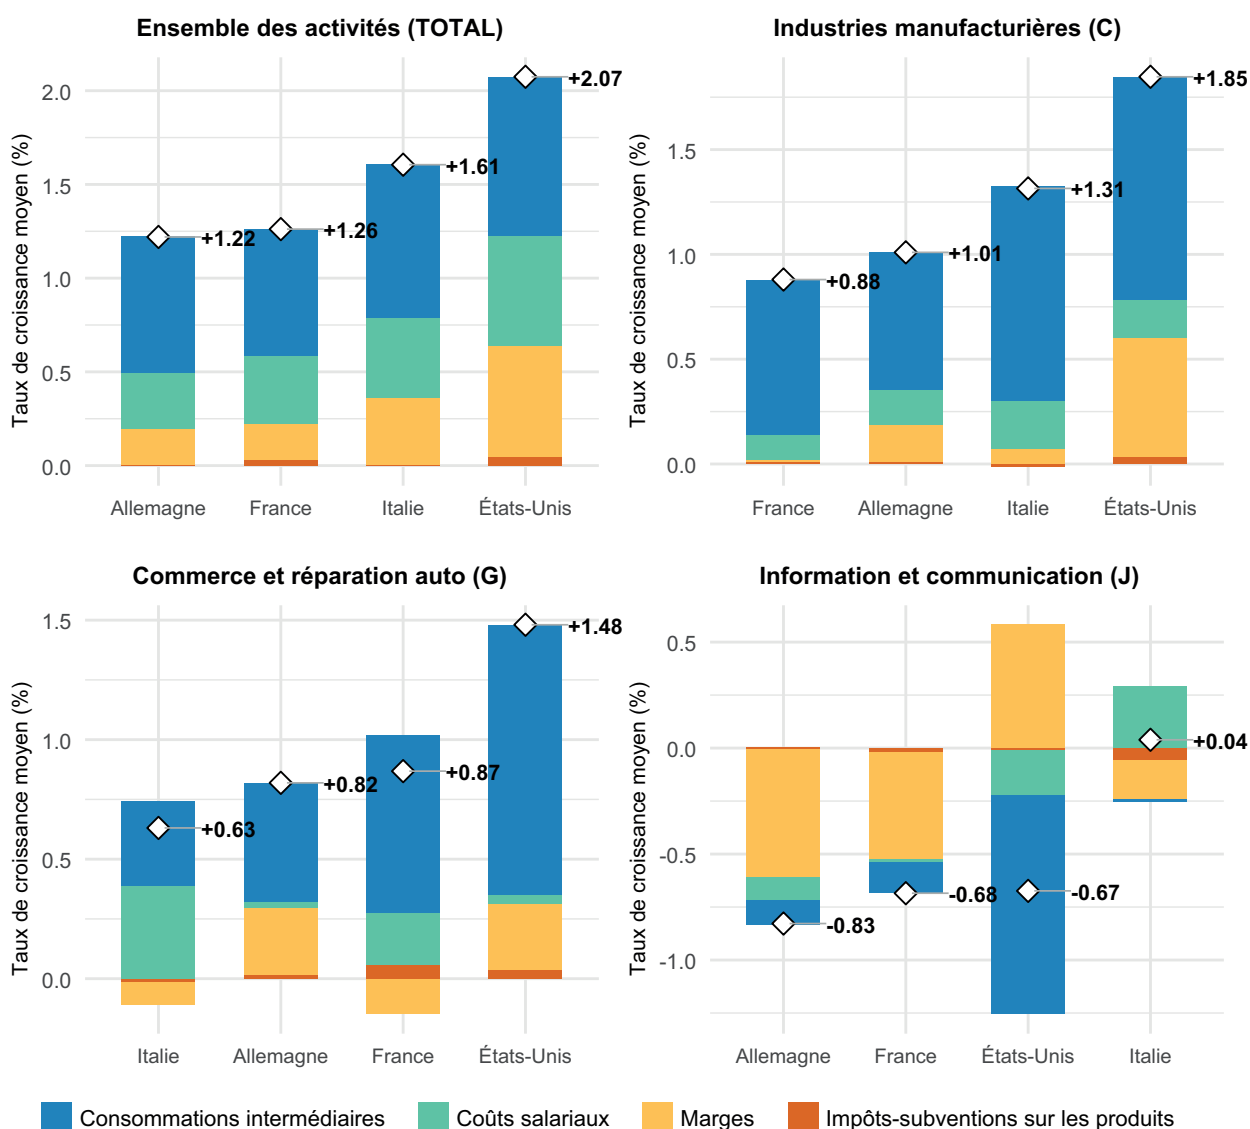 Ensemble des activités (TOTAL)
Taux de croissance moyen (%)
2.0
1.5
1.0
0.5
0.0
+1.22
+1.26
+1.61
+2.07
Allemagne
France
Italie
États-Unis
Industries manufacturières (C)
Taux de croissance moyen (%)
1.5
1.0
0.5
0.0
+0.88
+1.01
+1.31
+1.85
France
Allemagne
Italie
États-Unis
Commerce et réparation auto (G)
Taux de croissance moyen (%)
1.5
1.0
0.5
0.0
+0.63
+0.82
+0.87
+1.48
Italie
Allemagne
France
États-Unis
Information et communication (J)
Taux de croissance moyen (%)
0.5
0.0
-0.5
-1.0
-0.83
-0.68
-0.67
+0.04
Allemagne
France
États-Unis
Italie
Consommations intermédiaires
Coûts salariaux
Marges
Impôts-subventions sur les produits